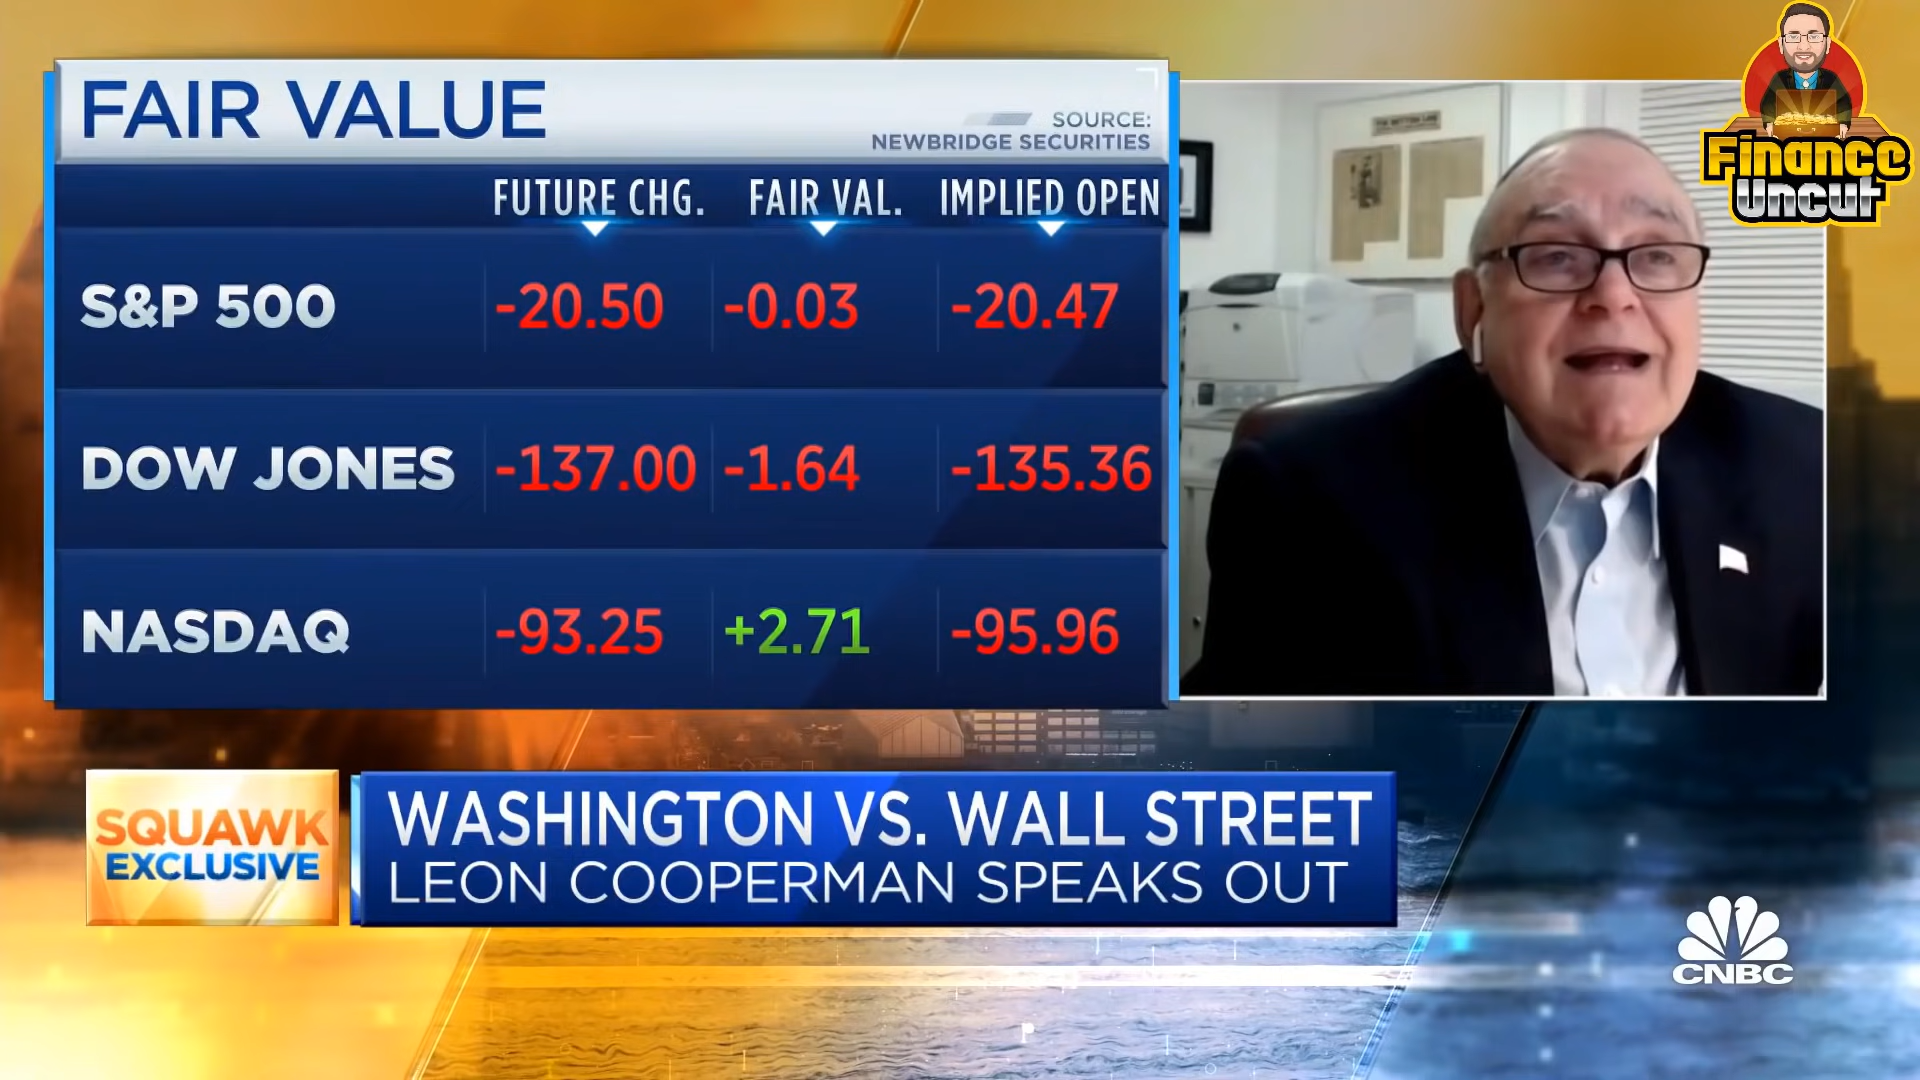 FAIR VALUE
SOURCE:
NEWBRIDGE SECURITIES
FUTURE CHG. FAIR VAL. IMPLIED OPEN
S&P 500 -20.50 -0.03 -20.47
DOW JONES -137.00 -1.64 -135.36
NASDAQ -93.25 +2.71 -95.96
Finance
Uncut
SQUAWK
EXCLUSIVE
WASHINGTON VS. WALL STREET
LEON COOPERMAN SPEAKS OUT
CNBC